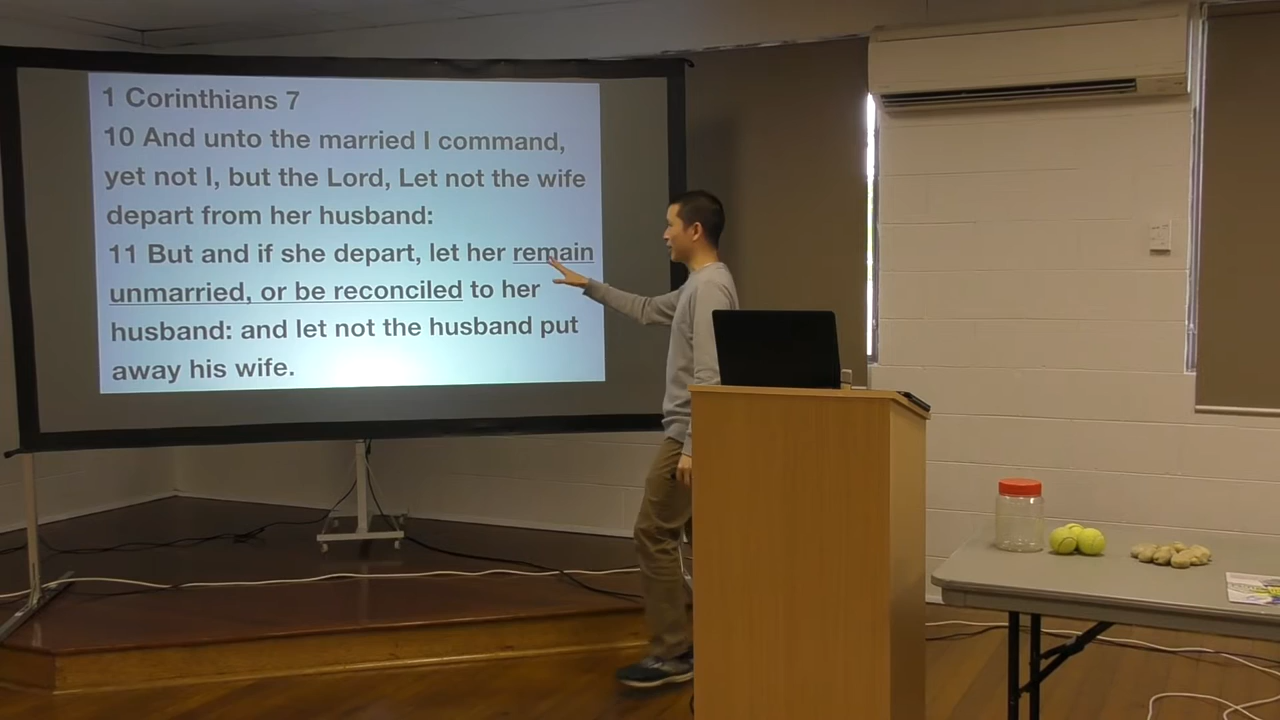 1 Corinthians 7
10 And unto the married I command,
yet not I, but the Lord, Let not the wife
depart from her husband:
11 But and if she depart, let her remain
unmarried, or be reconciled to her
husband: and let not the husband put
away his wife.